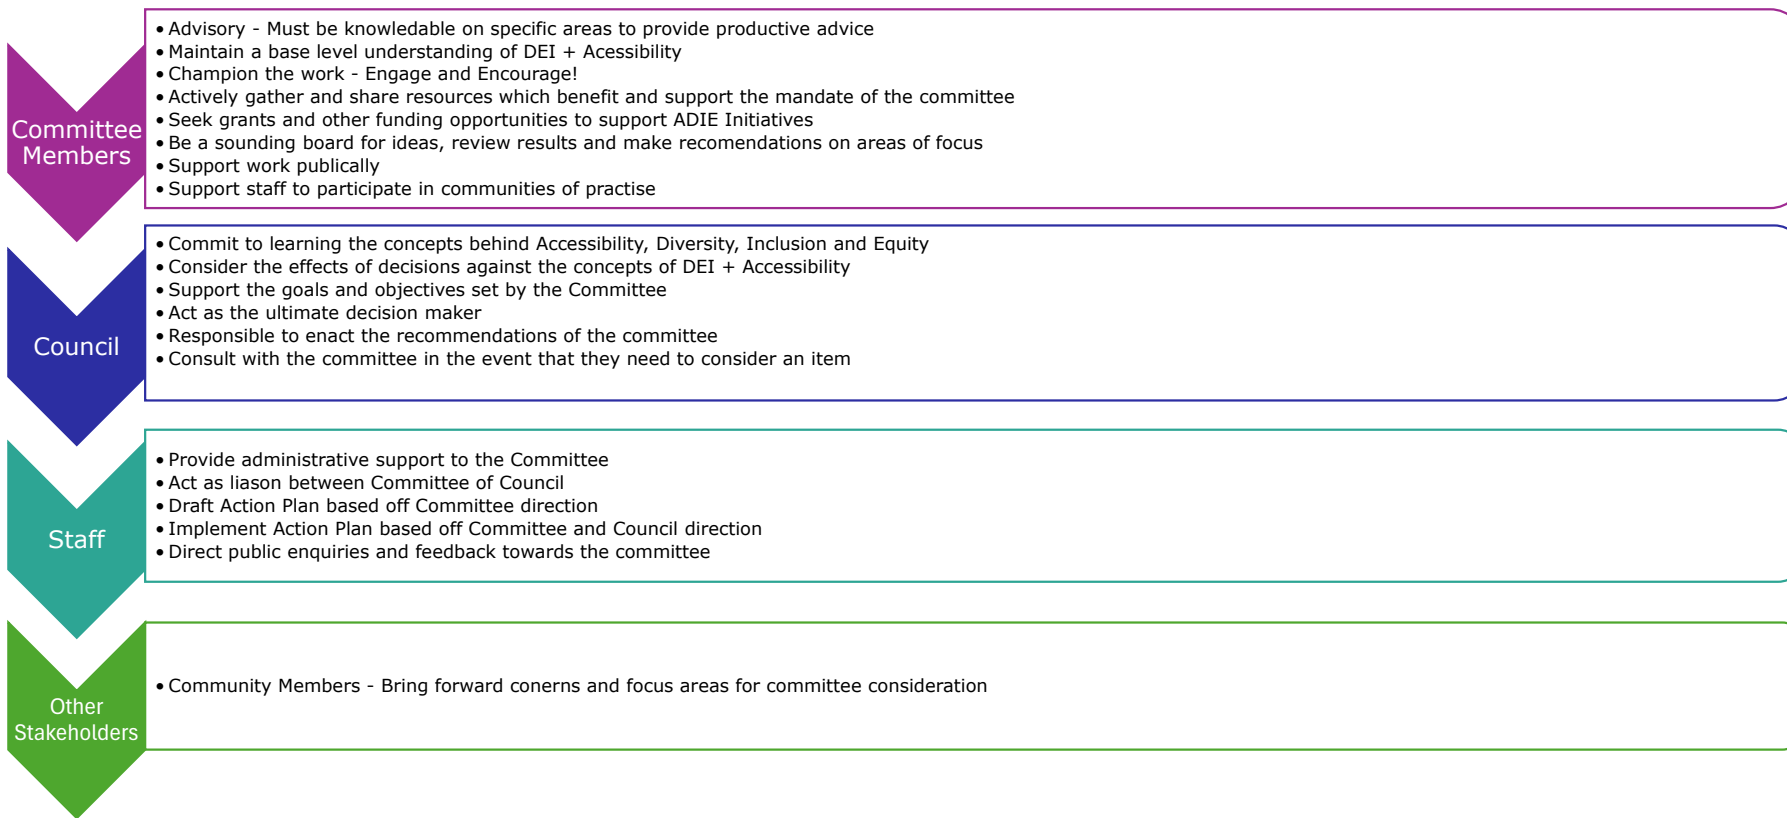 Committee
Members
• Advisory - Must be knowledable on specific areas to provide productive advice
• Maintain a base level understanding of DEI + Acessibility
• Champion the work - Engage and Encourage!
• Actively gather and share resources which benefit and support the mandate of the committee
• Seek grants and other funding opportunities to support ADIE Initiatives
• Be a sounding board for ideas, review results and make recomendations on areas of focus
• Support work publically
• Support staff to participate in communities of practise
Council
• Commit to learning the concepts behind Accessibility, Diversity, Inclusion and Equity
• Consider the effects of decisions against the concepts of DEI + Accessibility
• Support the goals and objectives set by the Committee
• Act as the ultimate decision maker
• Responsible to enact the recommendations of the committee
• Consult with the committee in the event that they need to consider an item
Staff
• Provide administrative support to the Committee
• Act as liason between Committee of Council
• Draft Action Plan based off Committee direction
• Implement Action Plan based off Committee and Council direction
• Direct public enquiries and feedback towards the committee
Other
Stakeholders
• Community Members - Bring forward conerns and focus areas for committee consideration